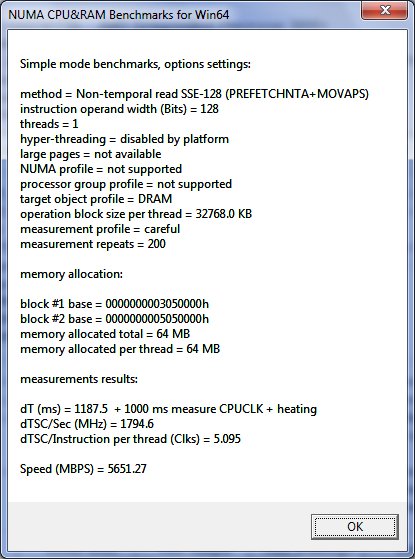 NUMA CPU&RAM Benchmarks for Win64
Simple mode benchmarks, options settings:
method = Non-temporal read SSE-128 (PREFETCHNTA+MOVAPS)
instruction operand width (Bits) = 128
threads = 1
hyper-threading = disabled by platform
large pages = not available
NUMA profile = not supported
processor group profile = not supported
target object profile = DRAM
operation block size per thread = 32768.0 KB
measurement profile = careful
measurement repeats = 200
memory allocation:
block #1 base = 0000000003050000h
block #2 base = 0000000005050000h
memory allocated total = 64 MB
memory allocated per thread = 64 MB
measurements results:
dT (ms) = 1187.5  + 1000 ms measure CPUCLK + heating
dTSC/Sec (MHz) = 1794.6
dTSC/Instruction per thread (Clks) = 5.095
Speed (MBPS) = 5651.27
OK